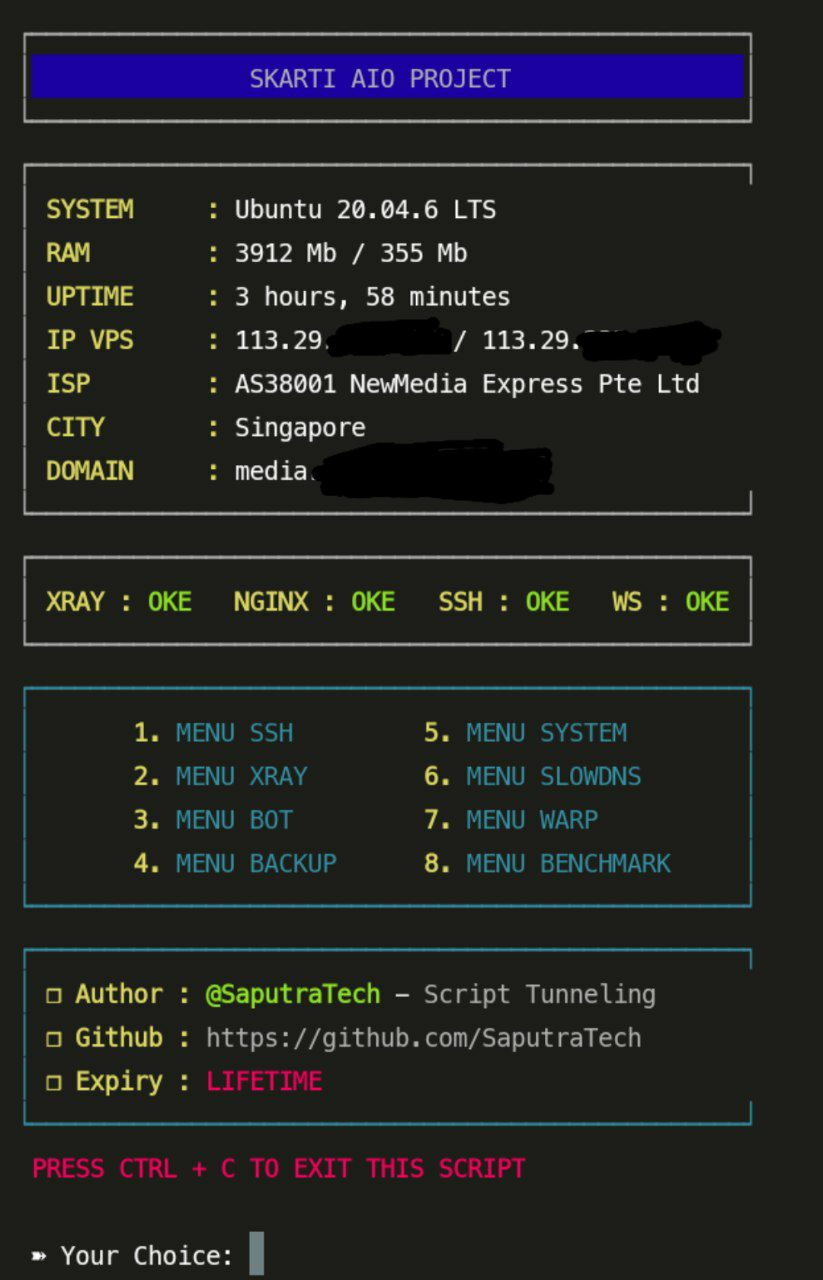 SKARTI AIO PROJECT
SYSTEM : Ubuntu 20.04.6 LTS
RAM : 3912 Mb / 355 Mb
UPTIME : 3 hours, 58 minutes
IP VPS : 113.29. / 113.29.
ISP : AS38001 NewMedia Express Pte Ltd
CITY : Singapore
DOMAIN : media.
XRAY : OKE NGINX : OKE SSH : OKE WS : OKE
1. MENU SSH 5. MENU SYSTEM
2. MENU XRAY 6. MENU SLOWDNS
3. MENU BOT 7. MENU WARP
4. MENU BACKUP 8. MENU BENCHMARK
❐ Author : @SaputraTech – Script Tunneling
❐ Github : https://github.com/SaputraTech
❐ Expiry : LIFETIME
PRESS CTRL + C TO EXIT THIS SCRIPT
➽ Your Choice: